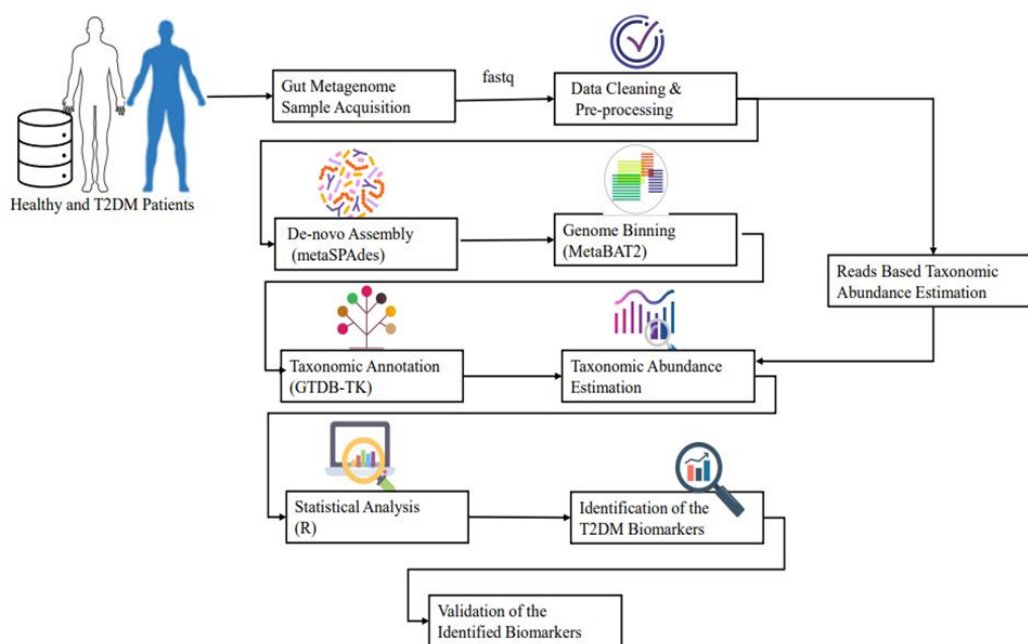 Healthy and T2DM Patients
Gut Metagenome
Sample Acquisition
fastq
Data Cleaning &
Pre-processing
De-novo Assembly
(metaSPAdes)
Genome Binning
(MetaBAT2)
Reads Based Taxonomic
Abundance Estimation
Taxonomic Annotation
(GTDB-TK)
Taxonomic Abundance
Estimation
Statistical Analysis
(R)
Identification of the
T2DM Biomarkers
Validation of the
Identified Biomarkers